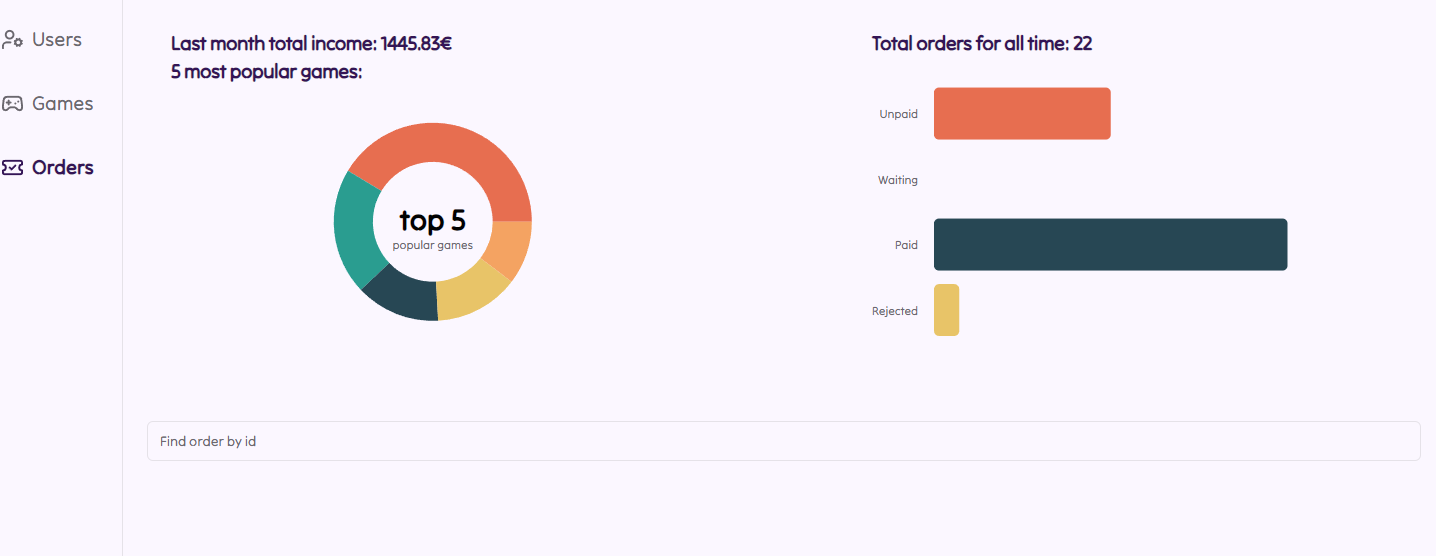 Users
Games
Orders
Last month total income: 1445.83€
5 most popular games:
top 5
popular games
Total orders for all time: 22
Unpaid
Waiting
Paid
Rejected
Find order by id